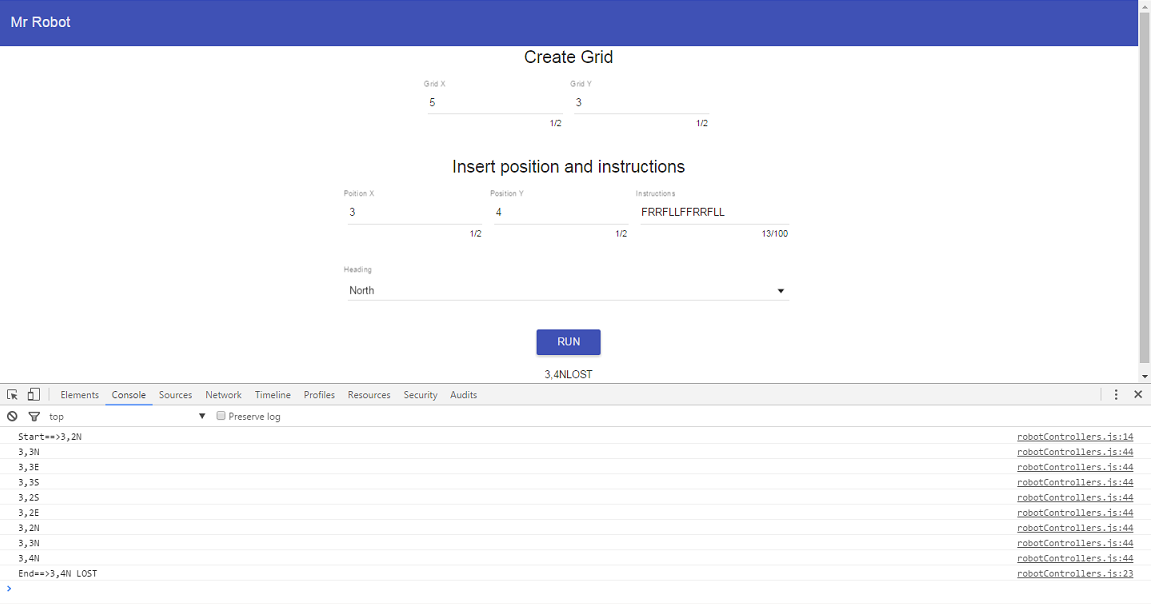 Mr Robot
Create Grid
Grid X Grid Y
5 3
1/2 1/2
Insert position and instructions
Poition X Position Y Instructions
3 4 FRRFLLFFRRFLL
1/2 1/2 13/100
Heading
North
RUN
3,4NLOST
Elements Console Sources Network Timeline Profiles Resources Security Audits
top Preserve log
Start==>3,2N robotControllers.js:14
3,3N robotControllers.js:44
3,3E robotControllers.js:44
3,3S robotControllers.js:44
3,2S robotControllers.js:44
3,2E robotControllers.js:44
3,2N robotControllers.js:44
3,3N robotControllers.js:44
3,4N robotControllers.js:44
End==>3,4N LOST robotControllers.js:23